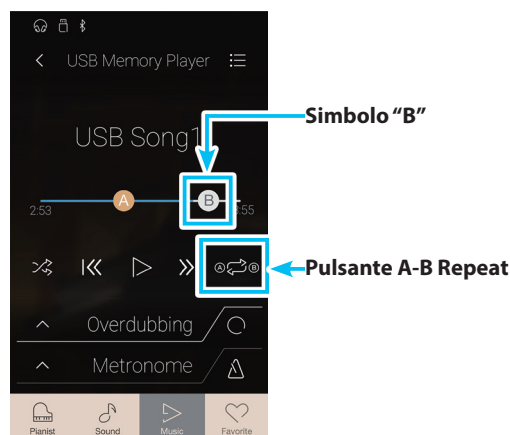 USB Memory Player
Simbolo “B”
USB Song1
A
B
2:53
:55
A B
Pulsante A-B Repeat
Overdubbing
Metronome
Pianist Sound Music Favorite